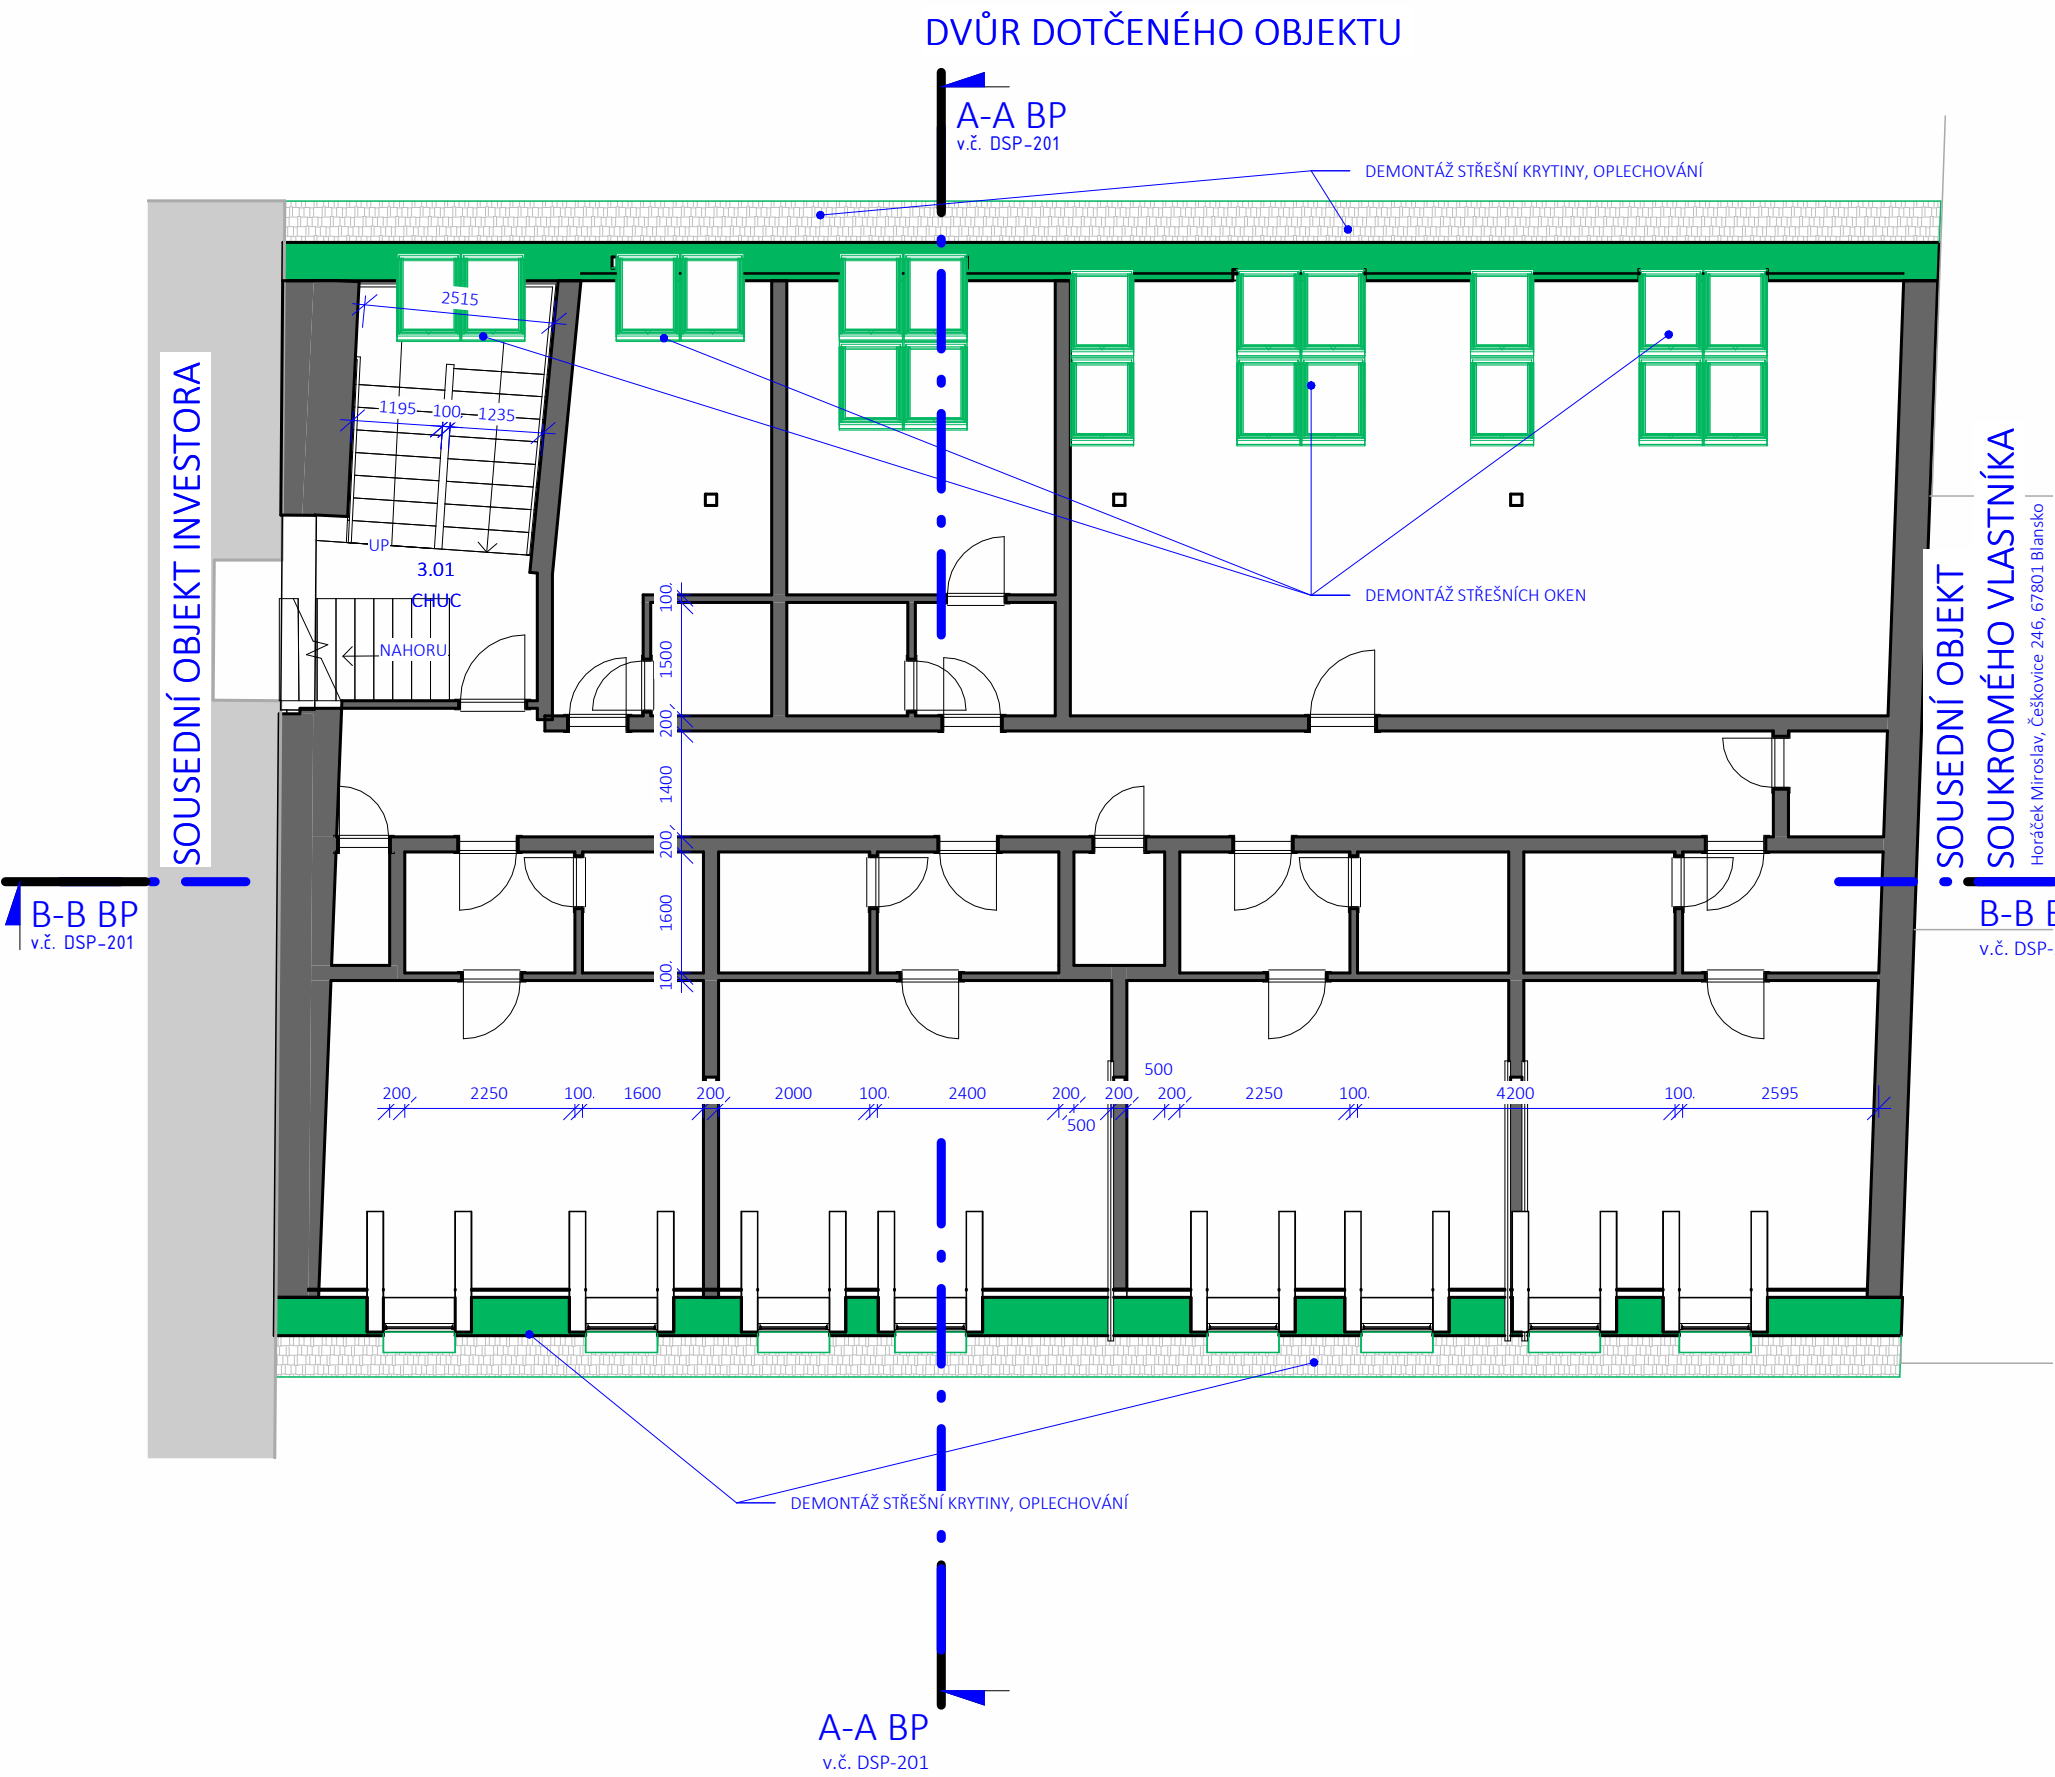 DVŮR DOTČENÉHO OBJEKTU
A-A BP
v.č. DSP-201
DEMONTÁŽ STŘEŠNÍ KRYTINY, OPLECHOVÁNÍ
2515
1195 100 1235
UP
3.01
CHUC
NAHORU
DEMONTÁŽ STŘEŠNÍCH OKEN
100
1500
200
1400
200
1600
100
SOUSEDNÍ OBJEKT INVESTORA
SOUSEDNÍ OBJEKT
SOUKROMÉHO VLASTNÍKA
Horáček Miroslav, Češkovice 246, 67801 Blansko
B-B BP
v.č. DSP-201
B-B
v.č. DSP-
500
200 2250 100 1600 200 2000 100 2400 200 200 200 2250 100 4200 100 2595
500
DEMONTÁŽ STŘEŠNÍ KRYTINY, OPLECHOVÁNÍ
A-A BP
v.č. DSP-201